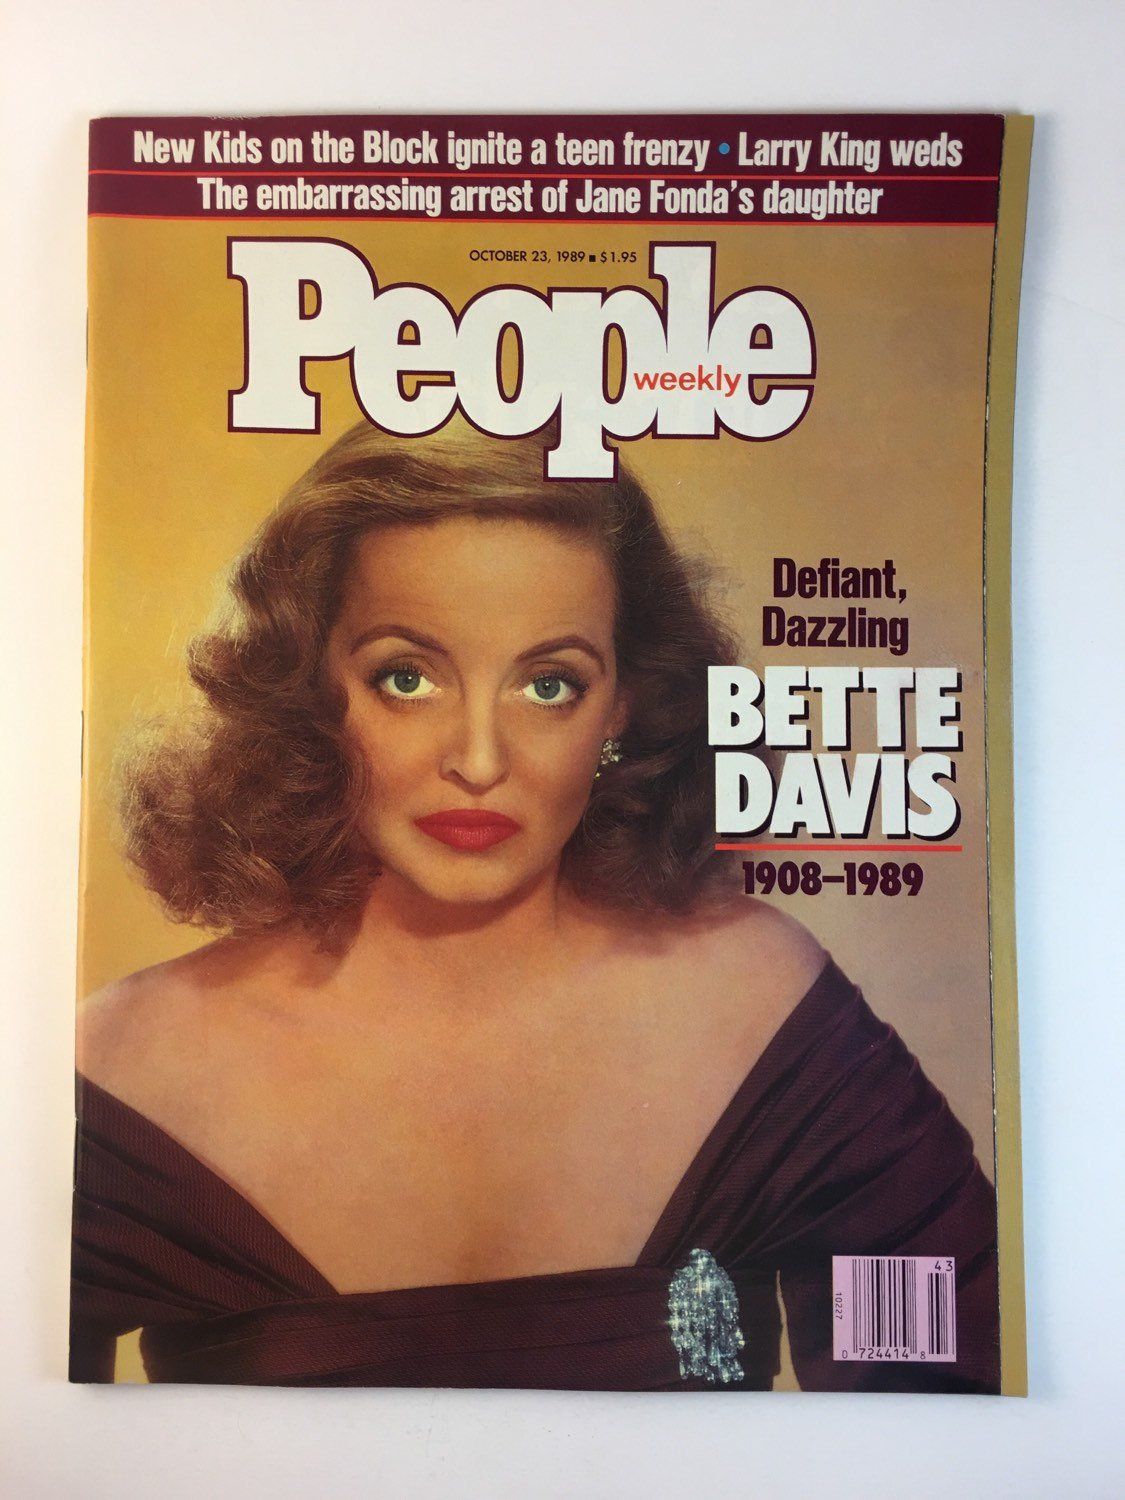 New Kids on the Block ignite a teen frenzy • Larry King weds
The embarrassing arrest of Jane Fonda's daughter
OCTOBER 23, 1989 ■ $1.95
People
weekly
Defiant,
Dazzling
BETTE
DAVIS
1908–1989
43
10227
0 724414 8